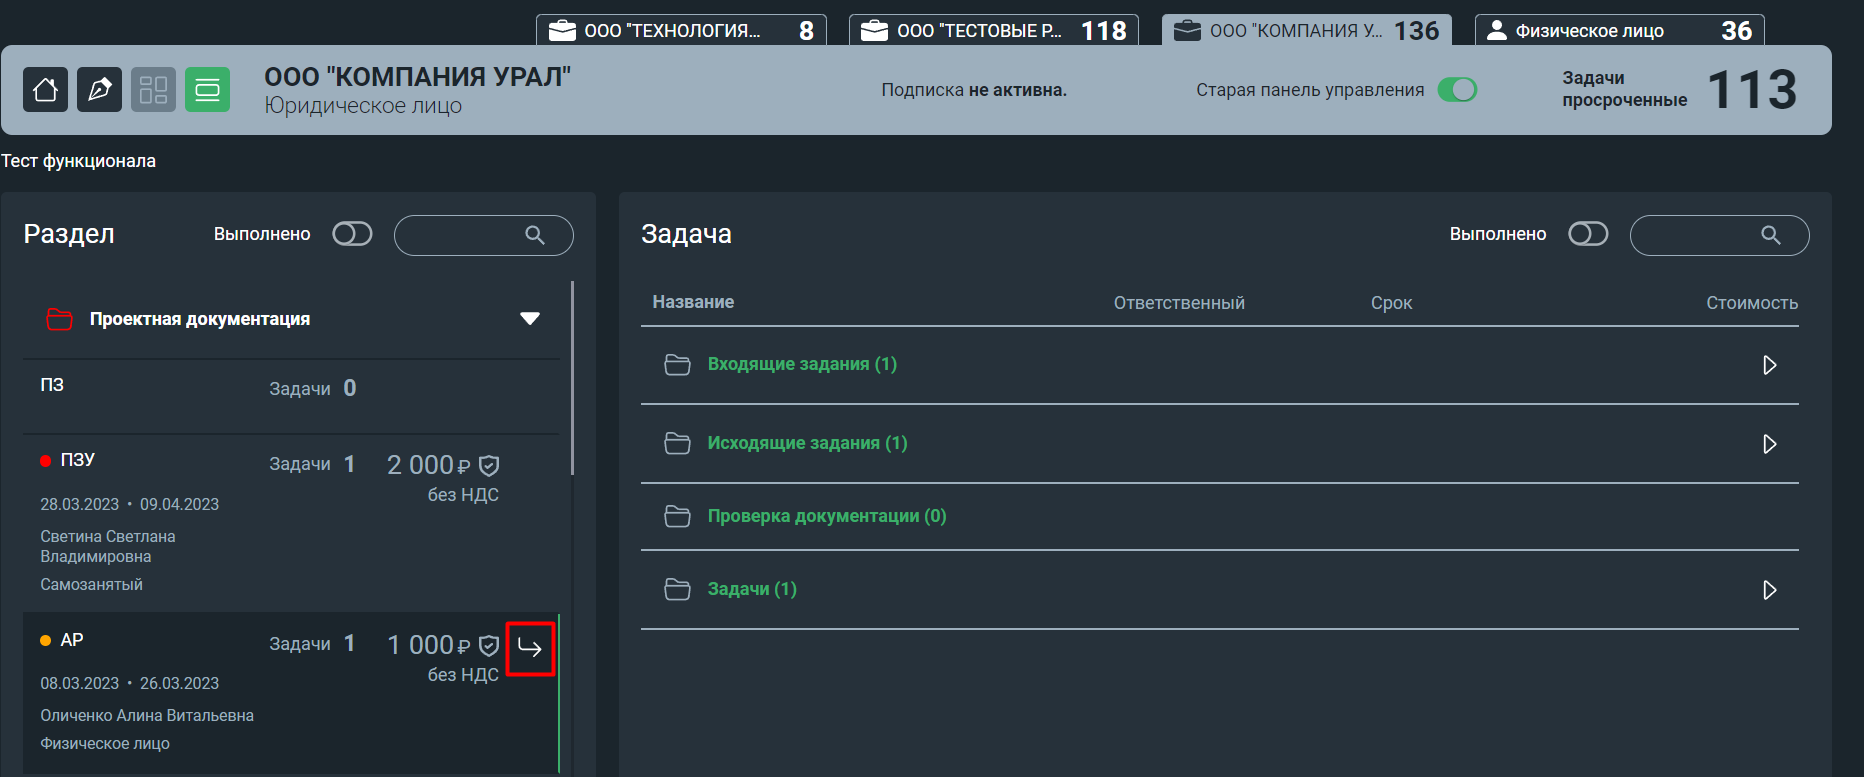 ООО "ТЕХНОЛОГИЯ... 8
ООО "ТЕСТОВЫЕ Р... 118
ООО "КОМПАНИЯ У... 136
Физическое лицо 36
ООО "КОМПАНИЯ УРАЛ"
Юридическое лицо
Подписка не активна.
Старая панель управления
Задачи
просроченные
113
Тест функционала
Раздел
Выполнено
Проектная документация
ПЗ Задачи 0
ПЗУ Задачи 1 2 000 ₽
без НДС
28.03.2023 • 09.04.2023
Светина Светлана
Владимировна
Самозанятый
АР Задачи 1 1 000 ₽
без НДС
08.03.2023 • 26.03.2023
Оличенко Алина Витальевна
Физическое лицо
Задача
Выполнено
Название Ответственный Срок Стоимость
Входящие задания (1)
Исходящие задания (1)
Проверка документации (0)
Задачи (1)